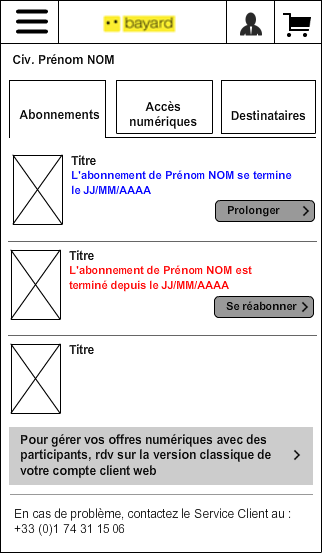 bayard
Civ. Prénom NOM
Abonnements
Accès
numériques
Destinataires
Titre
L'abonnement de Prénom NOM se termine
le JJ/MM/AAAA
Prolonger
Titre
L'abonnement de Prénom NOM est
terminé depuis le JJ/MM/AAAA
Se réabonner
Titre
Pour gérer vos offres numériques avec des
participants, rdv sur la version classique de
votre compte client web
En cas de problème, contactez le Service Client au :
+33 (0)1 74 31 15 06